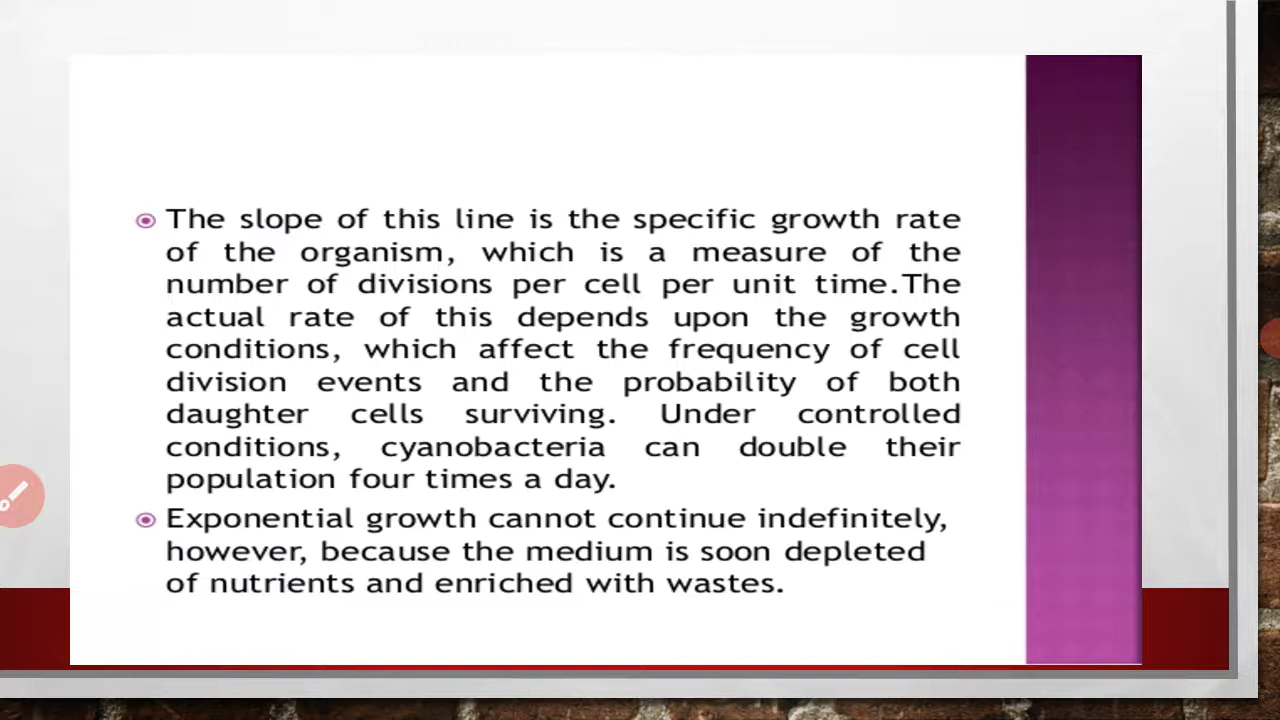 The slope of this line is the specific growth rate
of the organism, which is a measure of the
number of divisions per cell per unit time.The
actual rate of this depends upon the growth
conditions, which affect the frequency of cell
division events and the probability of both
daughter cells surviving. Under controlled
conditions, cyanobacteria can double their
population four times a day.
Exponential growth cannot continue indefinitely,
however, because the medium is soon depleted
of nutrients and enriched with wastes.